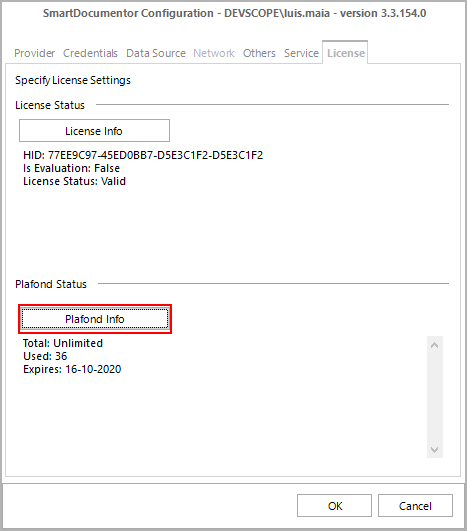 SmartDocumentor Configuration - DEVSCOPE\luis.maia - version 3.3.154.0
Provider Credentials Data Source Network Others Service License
Specify License Settings
License Status
License Info
HID: 77EE9C97-45ED0BB7-D5E3C1F2-D5E3C1F2
Is Evaluation: False
License Status: Valid
Plafond Status
Plafond Info
Total: Unlimited
Used: 36
Expires: 16-10-2020
OK Cancel